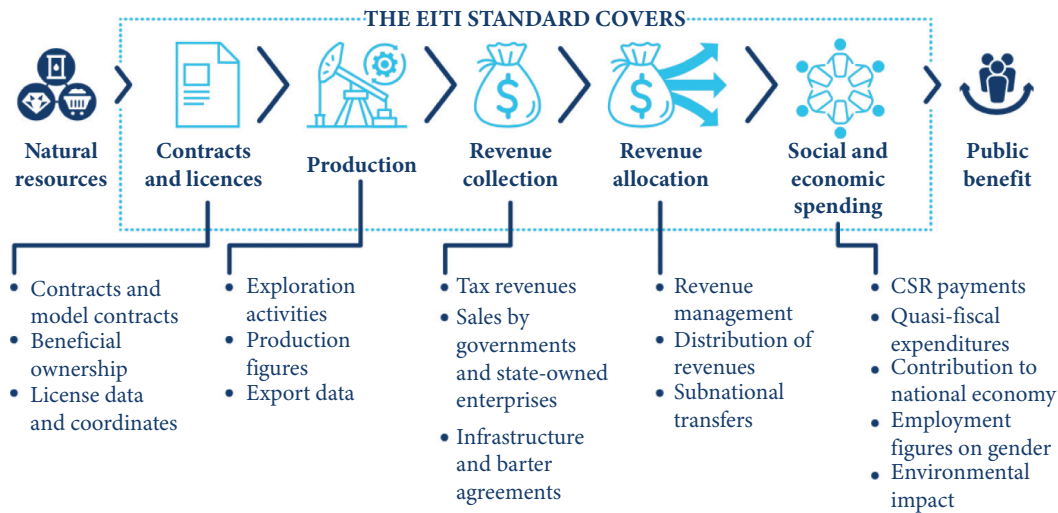 THE EITI STANDARD COVERS
Natural
resources
Contracts
and licences
Production
$
Revenue
collection
$
Revenue
allocation
Social and
economic
spending
Public
benefit
• Contracts and
model contracts
• Beneficial
ownership
• License data
and coordinates
• Exploration
activities
• Production
figures
• Export data
• Tax revenues
• Sales by
governments
and state-owned
enterprises
• Infrastructure
and barter
agreements
• Revenue
management
• Distribution of
revenues
• Subnational
transfers
• CSR payments
• Quasi-fiscal
expenditures
• Contribution to
national economy
• Employment
figures on gender
• Environmental
impact